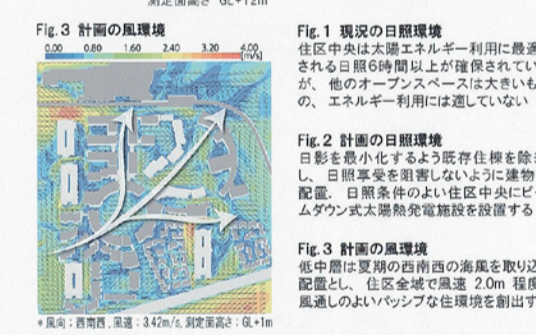 測定面高さ GL+12m
Fig.3 計画の風環境
0.00 0.80 1.60 2.40 3.20 4.00
[m/s]
* 風向：西南西，風速：3.42m/s, 測定面高さ：GL+1m
Fig.1 現況の日照環境
住区中央は太陽エネルギー利用に最適
される日照6時間以上が確保されてい
が、他のオープンスペースは大きいも
の、エネルギー利用には適していない
Fig.2 計画の日照環境
日影を最小化するよう既存住棟を除
し、日照享受を阻害しないように建物
配置．日照条件のよい住区中央にビ
ムダウン式太陽熱発電施設を設置する
Fig.3 計画の風環境
低中層は夏期の西南西の海風を取り込
配置とし、住区全域で風速 2.0m 程度
風通しのよいパッシブな住環境を創出す